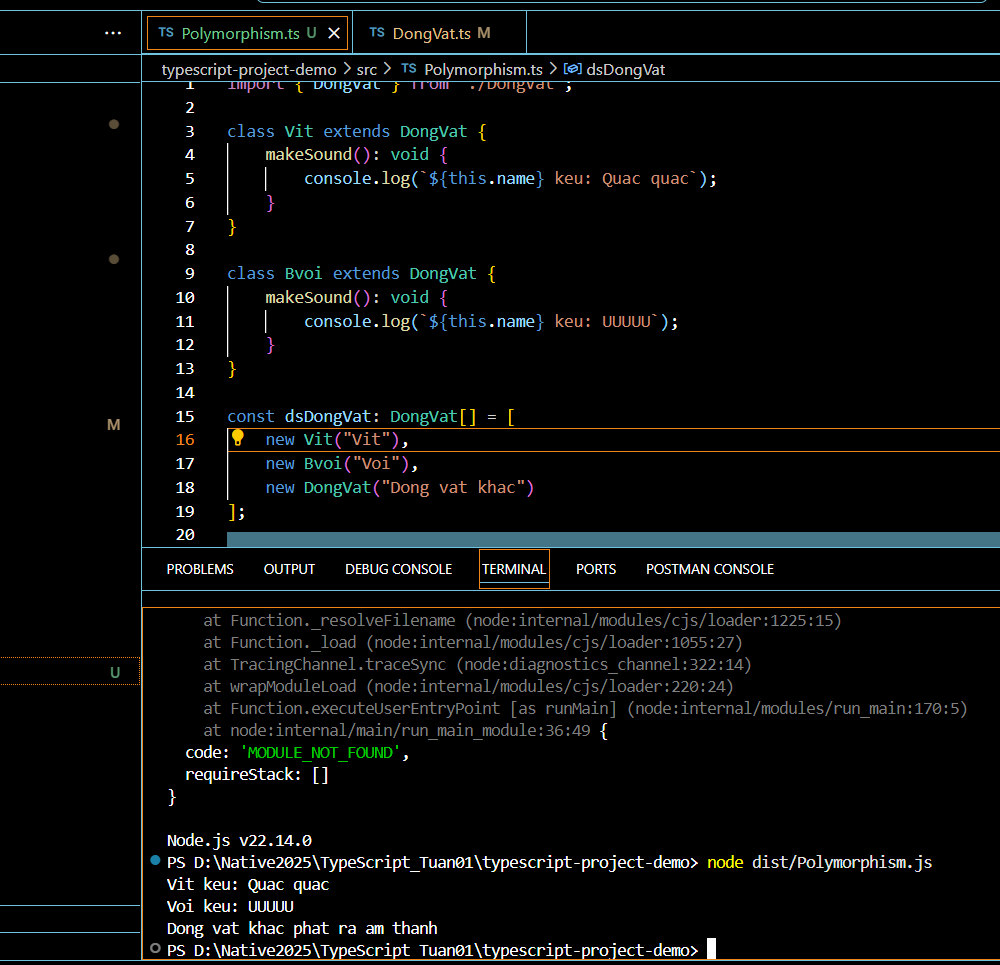 ... TS Polymorphism.ts U × TS DongVat.ts M
typescript-project-demo > src > TS Polymorphism.ts > dsDongVat
1 import { DongVat } from "./DongVat";
2
3 class Vit extends DongVat {
4 makeSound(): void {
5 console.log(`${this.name} keu: Quac quac`);
6 }
7 }
8
9 class Bvoi extends DongVat {
10 makeSound(): void {
11 console.log(`${this.name} keu: UUUUU`);
12 }
13 }
14
15 const dsDongVat: DongVat[] = [
M
16 new Vit("Vit"),
17 new Bvoi("Voi"),
18 new DongVat("Dong vat khac")
19 ];
20
PROBLEMS OUTPUT DEBUG CONSOLE TERMINAL PORTS POSTMAN CONSOLE
at Function._resolveFilename (node:internal/modules/cjs/loader:1225:15)
at Function._load (node:internal/modules/cjs/loader:1055:27)
at TracingChannel.traceSync (node:diagnostics_channel:322:14)
U
at wrapModuleLoad (node:internal/modules/cjs/loader:220:24)
at Function.executeUserEntryPoint [as runMain] (node:internal/modules/run_main:170:5)
at node:internal/main/run_main_module:36:49 {
code: 'MODULE_NOT_FOUND',
requireStack: []
}
Node.js v22.14.0
PS D:\Native2025\TypeScript_Tuan01\typescript-project-demo> node dist/Polymorphism.js
Vit keu: Quac quac
Voi keu: UUUUU
Dong vat khac phat ra am thanh
PS D:\Native2025\TypeScript_Tuan01\typescript-project-demo>